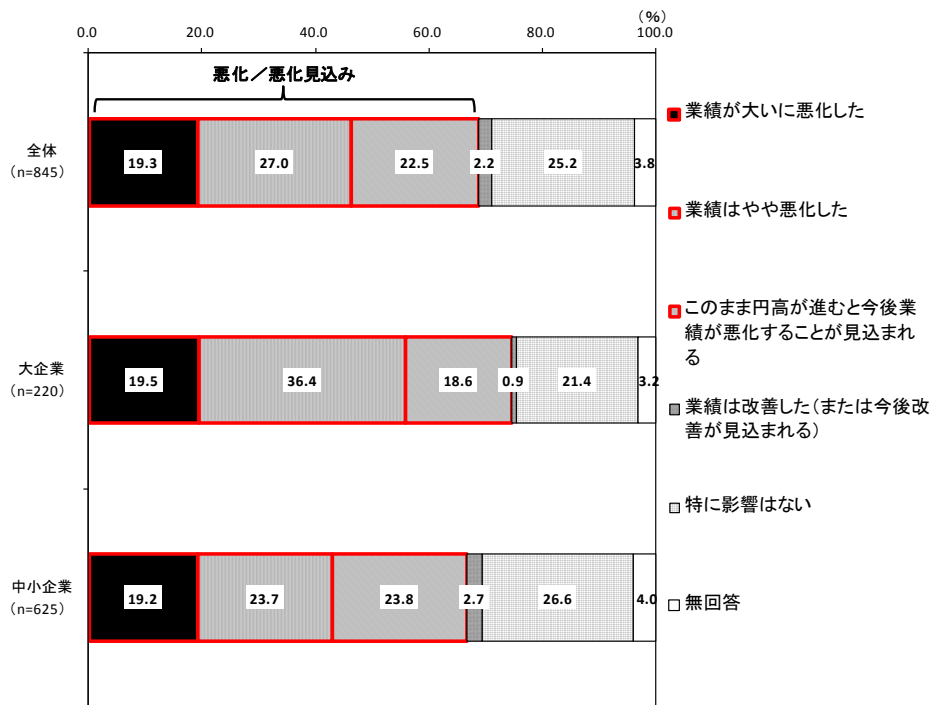 (%)
0.0 20.0 40.0 60.0 80.0 100.0
悪化／悪化見込み
全体
(n=845)
19.3 27.0 22.5 2.2 25.2 3.8
大企業
(n=220)
19.5 36.4 18.6 0.9 21.4 3.2
中小企業
(n=625)
19.2 23.7 23.8 2.7 26.6 4.0
業績が大いに悪化した
業績はやや悪化した
このまま円高が進むと今後業
績が悪化することが見込まれ
る
業績は改善した（または今後改
善が見込まれる）
特に影響はない
無回答